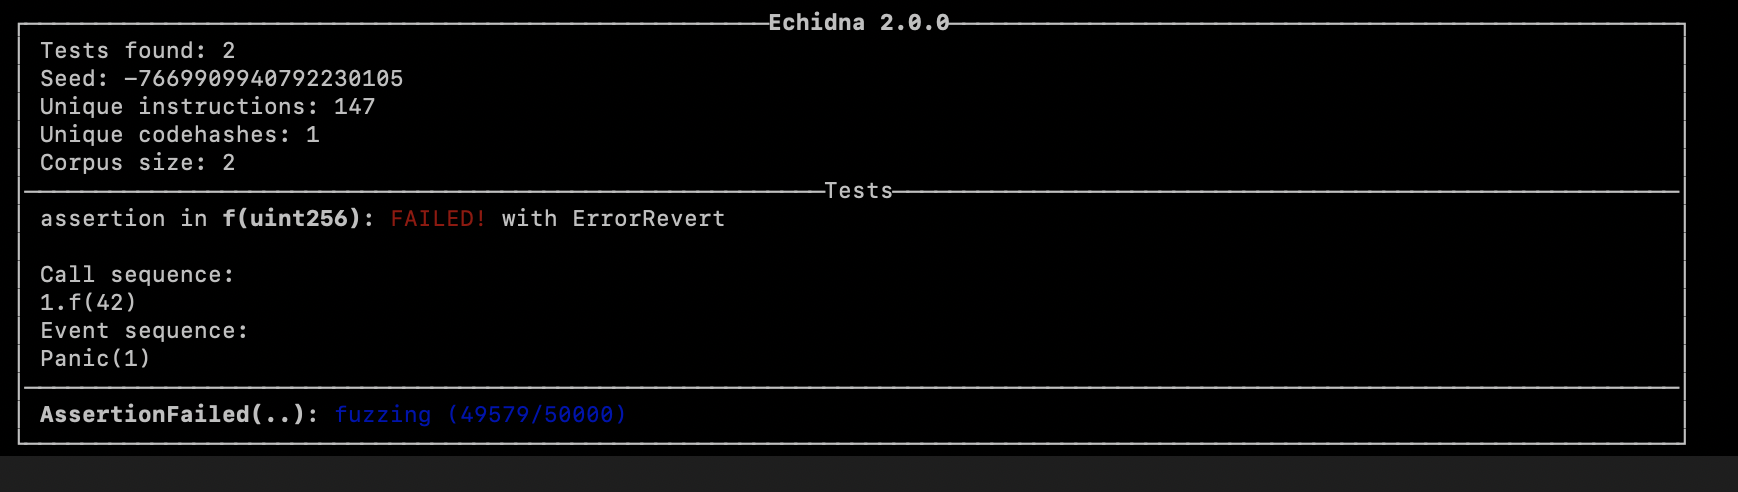 Echidna 2.0.0
Tests found: 2
Seed: -7669909940792230105
Unique instructions: 147
Unique codehashes: 1
Corpus size: 2
Tests
assertion in f(uint256): FAILED! with ErrorRevert
Call sequence:
1.f(42)
Event sequence:
Panic(1)
AssertionFailed(..): fuzzing (49579/50000)